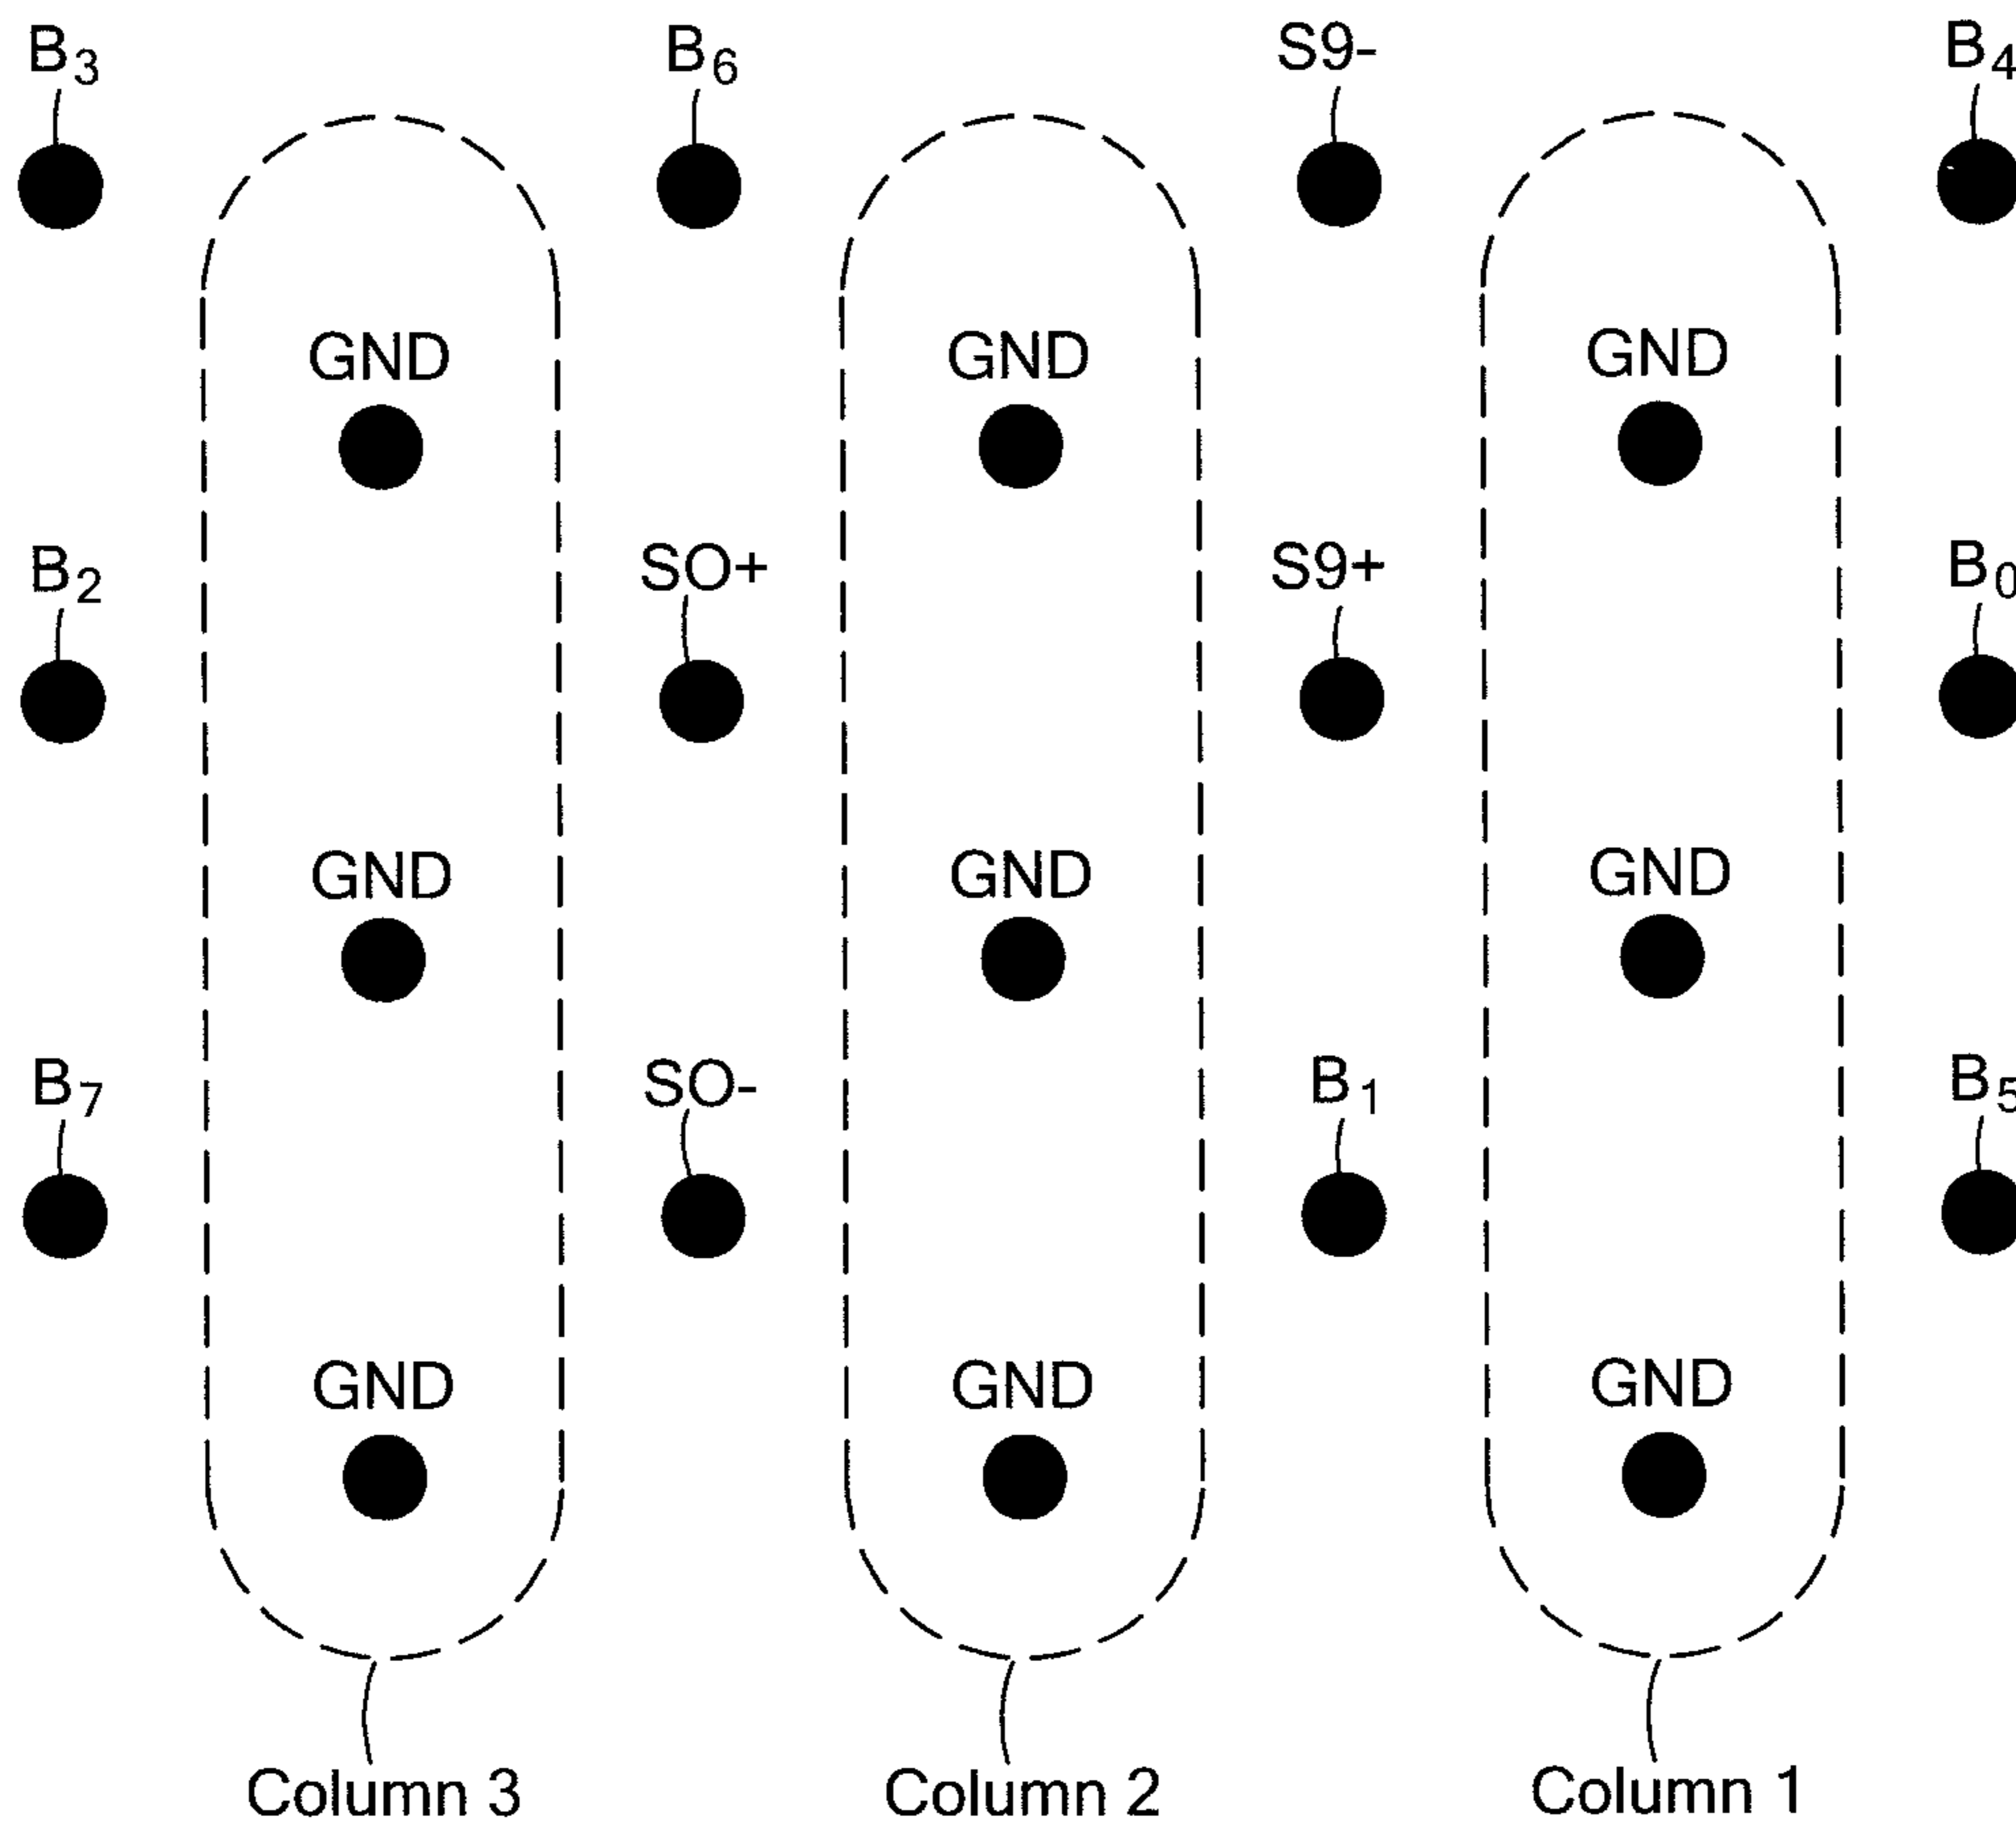 B3 B6 S9- B4
GND GND GND
B2 SO+ S9+ B0
GND GND GND
B7 SO- B1 B5
GND GND GND
Column 3 Column 2 Column 1